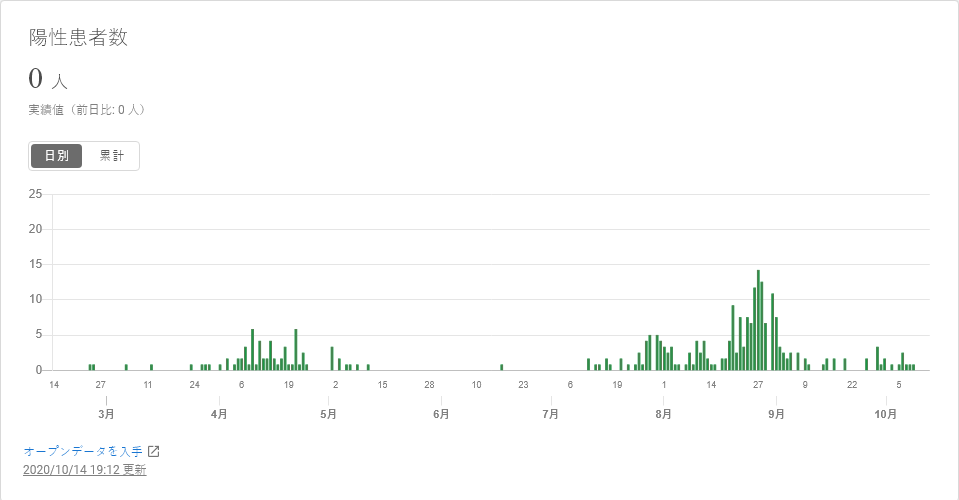 陽性患者数
0 人
実績値（前日比: 0 人）
日別 累計
25
20
15
10
5
0
14 27 11 24 6 19 2 15 28 10 23 6 19 1 14 27 9 22 5
3月 4月 5月 6月 7月 8月 9月 10月
オープンデータを入手
2020/10/14 19:12 更新